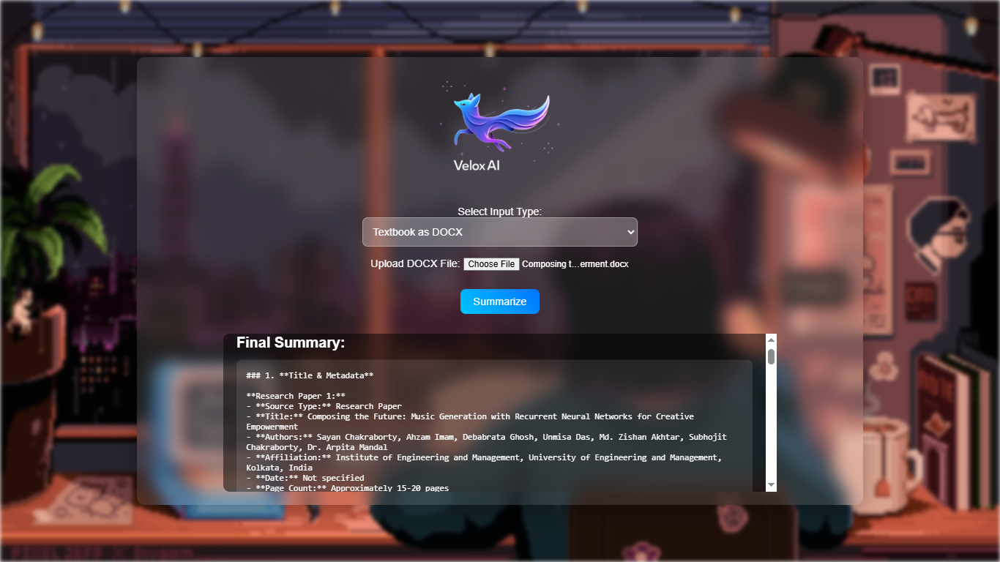 Velox AI
Select Input Type:
Textbook as DOCX
Upload DOCX File: Choose File Composing t...erment.docx
Summarize
Final Summary:
### 1. **Title & Metadata**
**Research Paper 1:**
- **Source Type:** Research Paper
- **Title:** Composing the Future: Music Generation with Recurrent Neural Networks for Creative
Empowerment
- **Authors:** Sayan Chakraborty, Ahzam Imam, Debabrata Ghosh, Unmisa Das, Md. Zishan Akhtar, Subhojit
Chakraborty, Dr. Arpita Mandal
- **Affiliation:** Institute of Engineering and Management, University of Engineering and Management,
Kolkata, India
- **Date:** Not specified
- **Page Count:** Approximately 15-20 pages